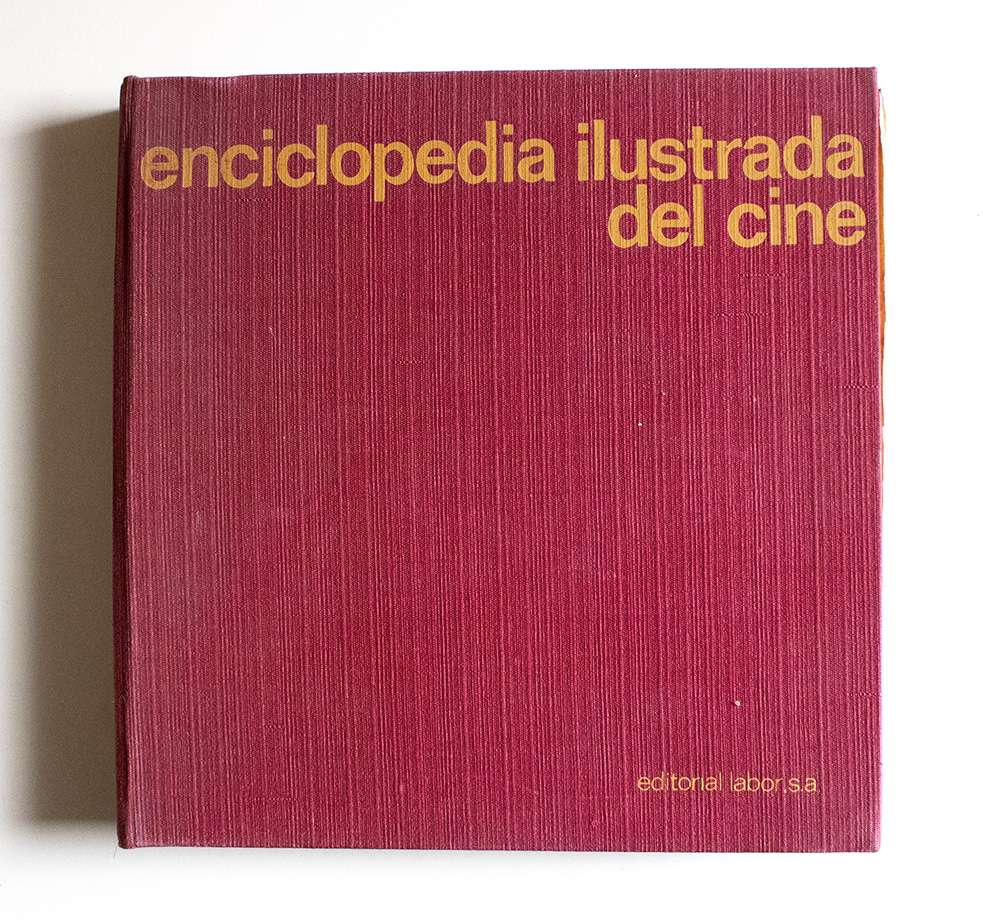 enciclopedia ilustrada
del cine
editorial labor, s.a